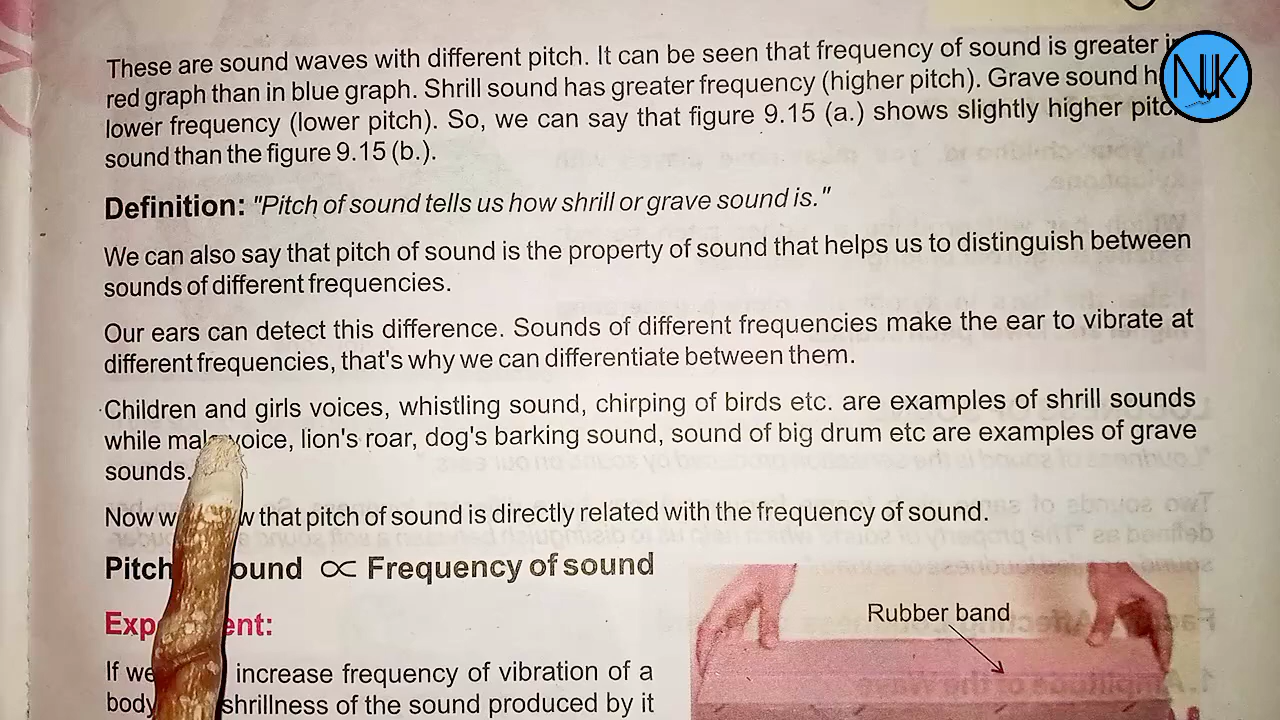 These are sound waves with different pitch. It can be seen that frequency of sound is greater
red graph than in blue graph. Shrill sound has greater frequency (higher pitch). Grave sound
lower frequency (lower pitch). So, we can say that figure 9.15 (a.) shows slightly higher
sound than the figure 9.15 (b.).
Definition: "Pitch of sound tells us how shrill or grave sound is."
We can also say that pitch of sound is the property of sound that helps us to distinguish between
sounds of different frequencies.
Our ears can detect this difference. Sounds of different frequencies make the ear to vibrate at
different frequencies, that's why we can differentiate between them.
Children and girls voices, whistling sound, chirping of birds etc. are examples of shrill sounds
while male voice, lion's roar, dog's barking sound, sound of big drum etc are examples of grave
sounds.
Now that pitch of sound is directly related with the frequency of sound.
Pitch ound ∝ Frequency of sound
Exp ent:
Rubber band
If we increase frequency of vibration of a
body shrillness of the sound produced by it
NJK